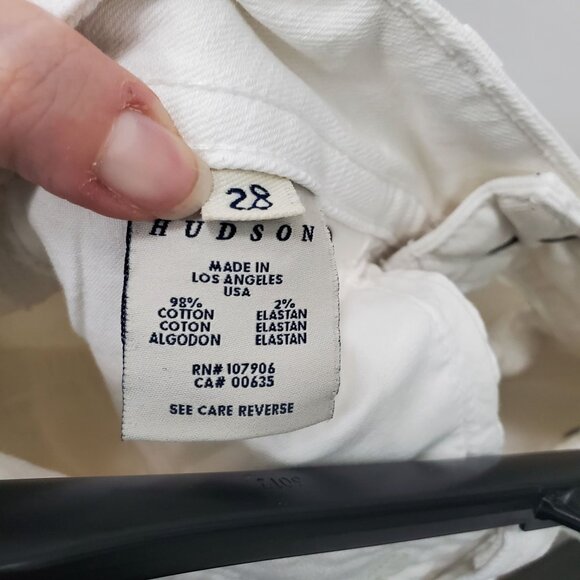 28
HUDSON
MADE IN
LOS ANGELES
USA
98% 2%
COTTON ELASTAN
COTON ELASTAN
ALGODON ELASTAN
RN# 107906
CA# 00635
SEE CARE REVERSE